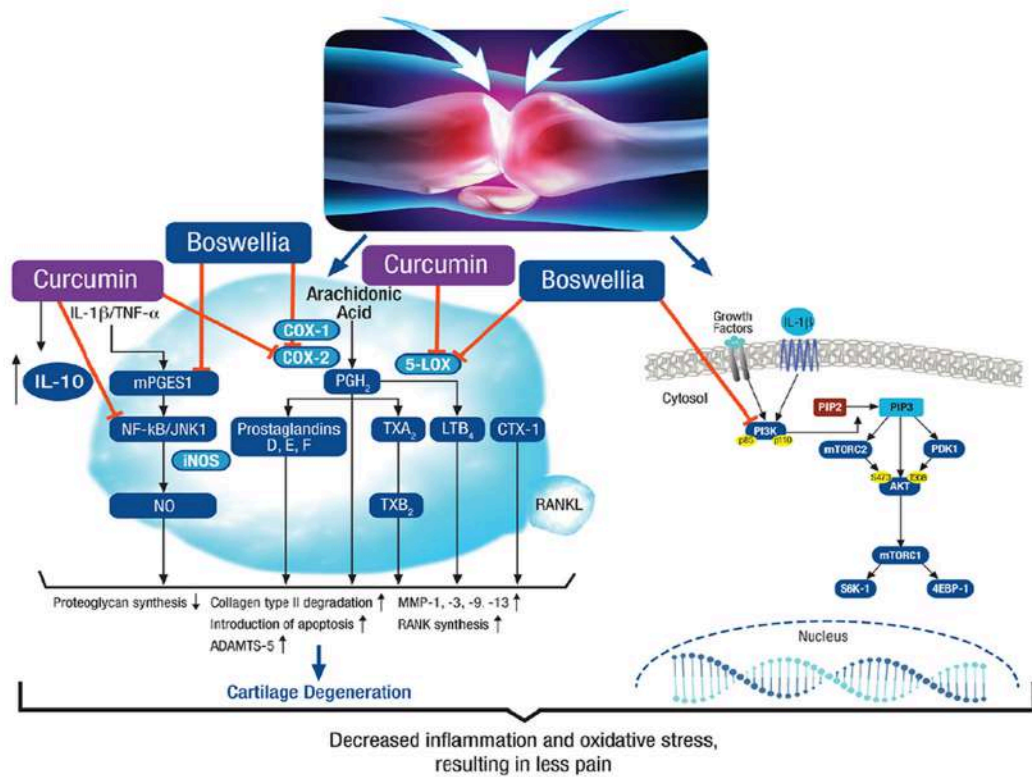 Boswellia
Curcumin
Curcumin
Boswellia
IL-1β/TNF-α
Arachidonic
Acid
COX-1
COX-2
5-LOX
IL-10
mPGES1
PGH2
NF-kB/JNK1
Prostaglandins
D, E, F
TXA2
LTB4
CTX-1
iNOS
NO
TXB2
RANKL
Growth
Factors
IL-1β
Cytosol
PIP2
PIP3
PI3K
p85
p110
mTORC2
PDK1
S473
T308
AKT
mTORC1
S6K-1
4EBP-1
Nucleus
Proteoglycan synthesis ↓
Collagen type II degradation ↑
Introduction of apoptosis ↑
ADAMTS-5 ↑
MMP-1, -3, -9. -13 ↑
RANK synthesis ↑
Cartilage Degeneration
Decreased inflammation and oxidative stress,
resulting in less pain